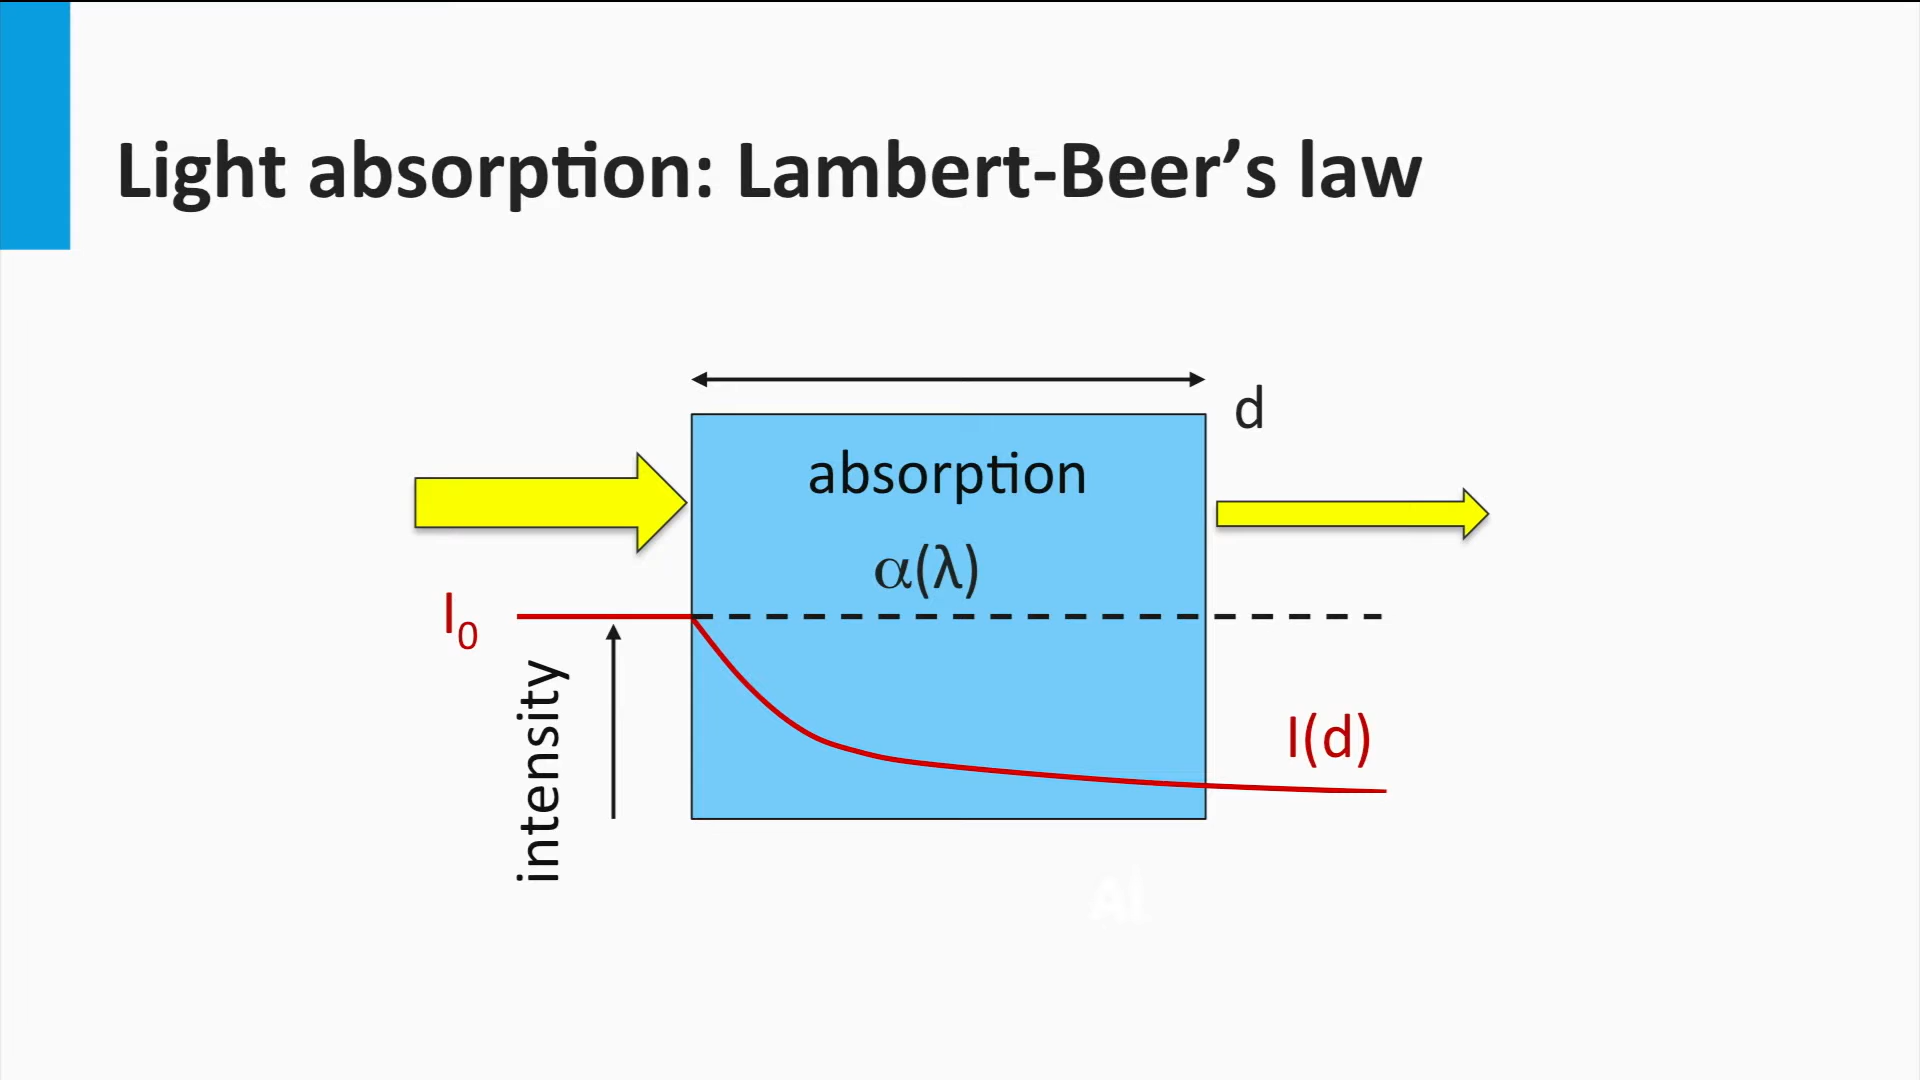 Light absorption: Lambert-Beer’s law
d
absorption
α(λ)
I₀
intensity
I(d)